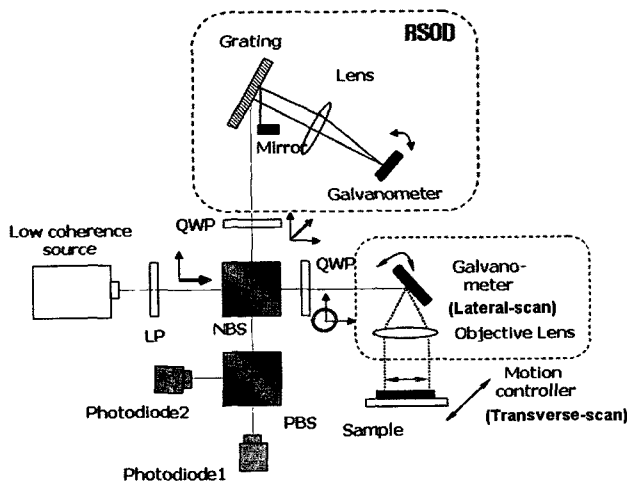 RSOD
Grating
Lens
Mirror
Galvanometer
QWP
Low coherence
source
QWP
Galvano-
meter
(Lateral-scan)
LP
NBS
Objective Lens
Motion
controller
(Transverse-scan)
Photodiode2
PBS
Sample
Photodiode1